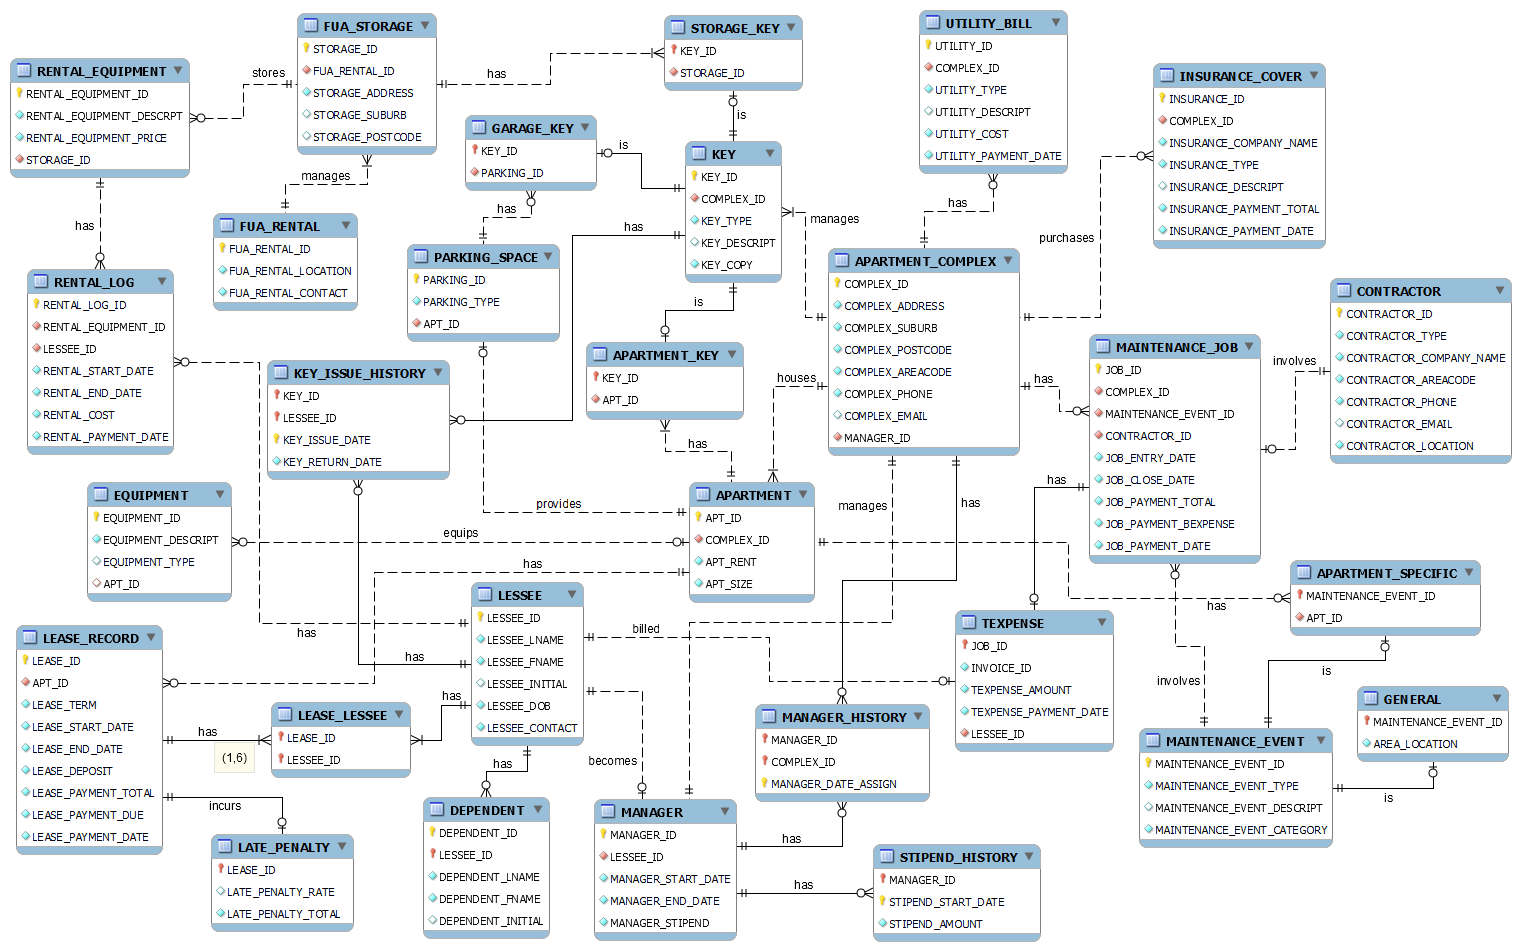 RENTAL_EQUIPMENT
RENTAL_EQUIPMENT_ID
RENTAL_EQUIPMENT_DESCRPT
RENTAL_EQUIPMENT_PRICE
STORAGE_ID
stores
FUA_STORAGE
STORAGE_ID
FUA_RENTAL_ID
STORAGE_ADDRESS
STORAGE_SUBURB
STORAGE_POSTCODE
has
STORAGE_KEY
KEY_ID
STORAGE_ID
is
UTILITY_BILL
UTILITY_ID
COMPLEX_ID
UTILITY_TYPE
UTILITY_DESCRIPT
UTILITY_COST
UTILITY_PAYMENT_DATE
has
INSURANCE_COVER
INSURANCE_ID
COMPLEX_ID
INSURANCE_COMPANY_NAME
INSURANCE_TYPE
INSURANCE_DESCRIPT
INSURANCE_PAYMENT_TOTAL
INSURANCE_PAYMENT_DATE
purchases
GARAGE_KEY
KEY_ID
PARKING_ID
is
has
KEY
KEY_ID
COMPLEX_ID
KEY_TYPE
KEY_DESCRIPT
KEY_COPY
manages
has
is
manages
FUA_RENTAL
FUA_RENTAL_ID
FUA_RENTAL_LOCATION
FUA_RENTAL_CONTACT
has
RENTAL_LOG
RENTAL_LOG_ID
RENTAL_EQUIPMENT_ID
LESSEE_ID
RENTAL_START_DATE
RENTAL_END_DATE
RENTAL_COST
RENTAL_PAYMENT_DATE
PARKING_SPACE
PARKING_ID
PARKING_TYPE
APT_ID
APARTMENT_COMPLEX
COMPLEX_ID
COMPLEX_ADDRESS
COMPLEX_SUBURB
COMPLEX_POSTCODE
COMPLEX_AREACODE
COMPLEX_PHONE
COMPLEX_EMAIL
MANAGER_ID
CONTRACTOR
CONTRACTOR_ID
CONTRACTOR_TYPE
CONTRACTOR_COMPANY_NAME
CONTRACTOR_AREACODE
CONTRACTOR_PHONE
CONTRACTOR_EMAIL
CONTRACTOR_LOCATION
involves
MAINTENANCE_JOB
JOB_ID
COMPLEX_ID
MAINTENANCE_EVENT_ID
CONTRACTOR_ID
JOB_ENTRY_DATE
JOB_CLOSE_DATE
JOB_PAYMENT_TOTAL
JOB_PAYMENT_BEXPENSE
JOB_PAYMENT_DATE
has
has
APARTMENT_KEY
KEY_ID
APT_ID
has
houses
KEY_ISSUE_HISTORY
KEY_ID
LESSEE_ID
KEY_ISSUE_DATE
KEY_RETURN_DATE
EQUIPMENT
EQUIPMENT_ID
EQUIPMENT_DESCRIPT
EQUIPMENT_TYPE
APT_ID
equips
provides
has
APARTMENT
APT_ID
COMPLEX_ID
APT_RENT
APT_SIZE
manages
has
has
APARTMENT_SPECIFIC
MAINTENANCE_EVENT_ID
APT_ID
is
LESSEE
LESSEE_ID
LESSEE_LNAME
LESSEE_FNAME
LESSEE_INITIAL
LESSEE_DOB
LESSEE_CONTACT
billed
has
has
has
has
becomes
TEXPENSE
JOB_ID
INVOICE_ID
TEXPENSE_AMOUNT
TEXPENSE_PAYMENT_DATE
LESSEE_ID
LEASE_RECORD
LEASE_ID
APT_ID
LEASE_TERM
LEASE_START_DATE
LEASE_END_DATE
LEASE_DEPOSIT
LEASE_PAYMENT_TOTAL
LEASE_PAYMENT_DUE
LEASE_PAYMENT_DATE
has
(1,6)
incurs
LEASE_LESSEE
LEASE_ID
LESSEE_ID
LATE_PENALTY
LEASE_ID
LATE_PENALTY_RATE
LATE_PENALTY_TOTAL
DEPENDENT
DEPENDENT_ID
LESSEE_ID
DEPENDENT_LNAME
DEPENDENT_FNAME
DEPENDENT_INITIAL
MANAGER
MANAGER_ID
LESSEE_ID
MANAGER_START_DATE
MANAGER_END_DATE
MANAGER_STIPEND
has
has
MANAGER_HISTORY
MANAGER_ID
COMPLEX_ID
MANAGER_DATE_ASSIGN
STIPEND_HISTORY
MANAGER_ID
STIPEND_START_DATE
STIPEND_AMOUNT
involves
MAINTENANCE_EVENT
MAINTENANCE_EVENT_ID
MAINTENANCE_EVENT_TYPE
MAINTENANCE_EVENT_DESCRIPT
MAINTENANCE_EVENT_CATEGORY
GENERAL
MAINTENANCE_EVENT_ID
AREA_LOCATION
is